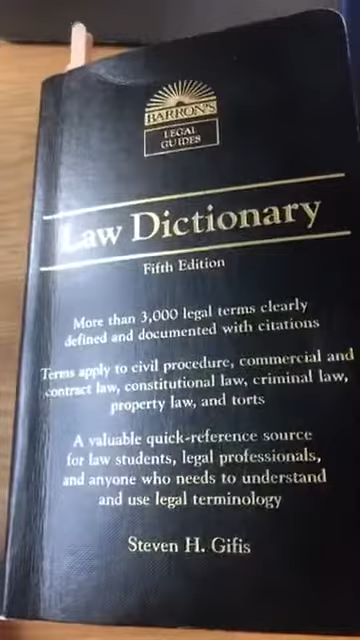 BARRON'S
LEGAL
GUIDES
Law Dictionary
Fifth Edition
More than 3,000 legal terms clearly
defined and documented with citations
Terms apply to civil procedure, commercial and
contract law, constitutional law, criminal law,
property law, and torts
A valuable quick-reference source
for law students, legal professionals,
and anyone who needs to understand
and use legal terminology
Steven H. Gifis